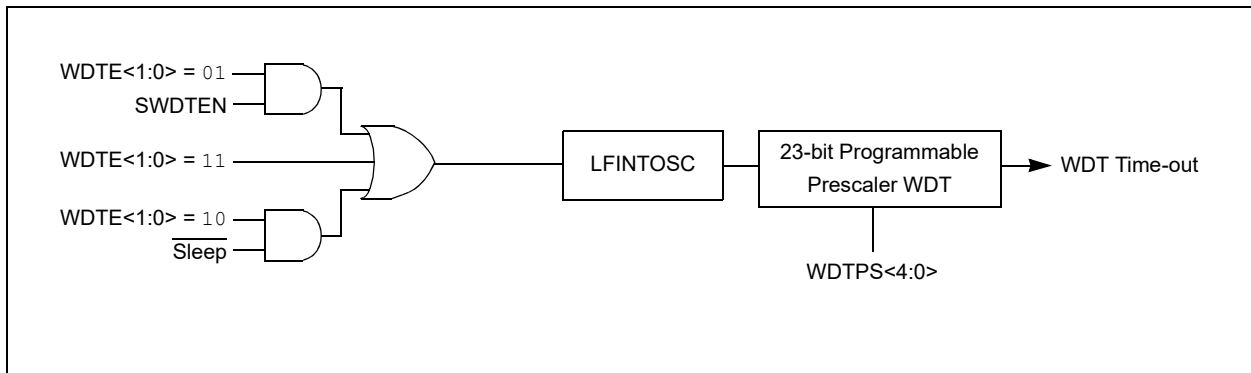 WDTE<1:0> = 01
SWDTEN
WDTE<1:0> = 11
WDTE<1:0> = 10
Sleep
LFINTOSC
23-bit Programmable
Prescaler WDT
WDT Time-out
WDTPS<4:0>